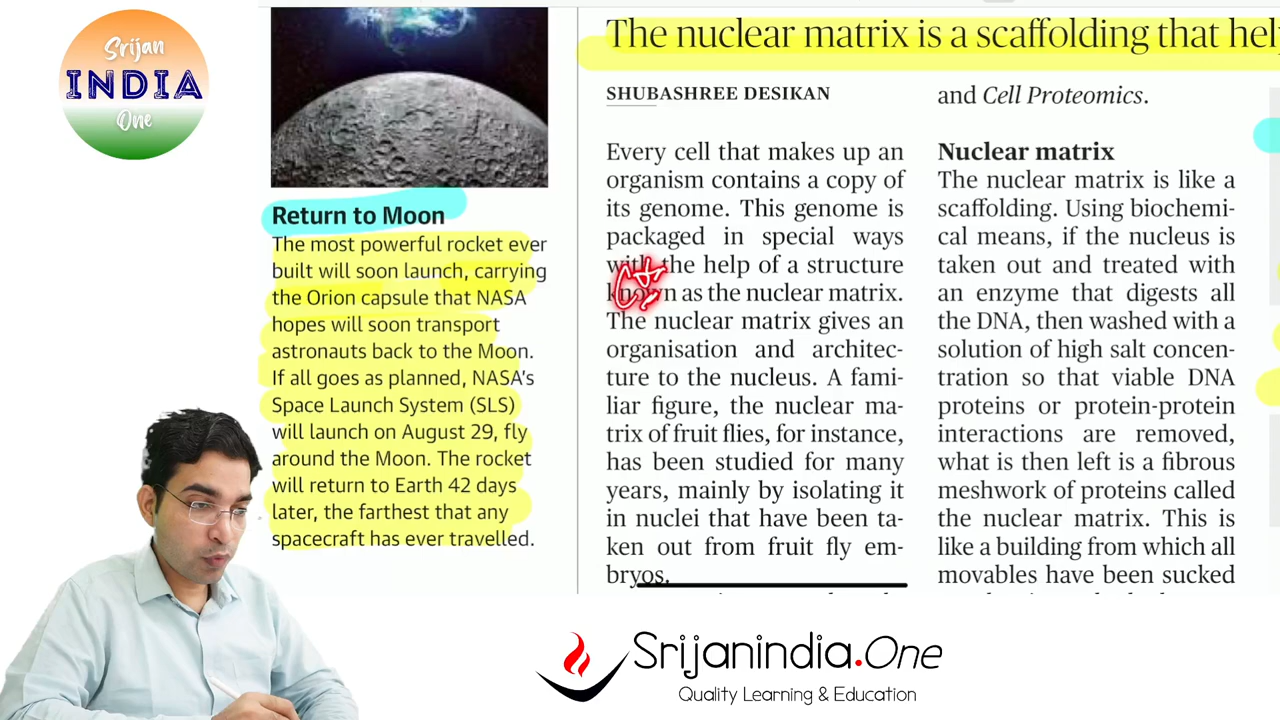 Srijan
INDIA
One
Return to Moon
The most powerful rocket ever
built will soon launch, carrying
the Orion capsule that NASA
hopes will soon transport
astronauts back to the Moon.
If all goes as planned, NASA's
Space Launch System (SLS)
will launch on August 29, fly
around the Moon. The rocket
will return to Earth 42 days
later, the farthest that any
spacecraft has ever travelled.
The nuclear matrix is a scaffolding that
SHUBASHREE DESIKAN
Every cell that makes up an
organism contains a copy of
its genome. This genome is
packaged in special ways
with the help of a structure
known as the nuclear matrix.
The nuclear matrix gives an
organisation and architec-
ture to the nucleus. A fami-
liar figure, the nuclear ma-
trix of fruit flies, for instance,
has been studied for many
years, mainly by isolating it
in nuclei that have been ta-
ken out from fruit fly em-
bryos.
and Cell Proteomics.
Nuclear matrix
The nuclear matrix is like a
scaffolding. Using biochemi-
cal means, if the nucleus is
taken out and treated with
an enzyme that digests all
the DNA, then washed with a
solution of high salt concen-
tration so that viable DNA
proteins or protein-protein
interactions are removed,
what is then left is a fibrous
meshwork of proteins called
the nuclear matrix. This is
like a building from which all
movables have been sucked
Srijanindia.One
Quality Learning & Education